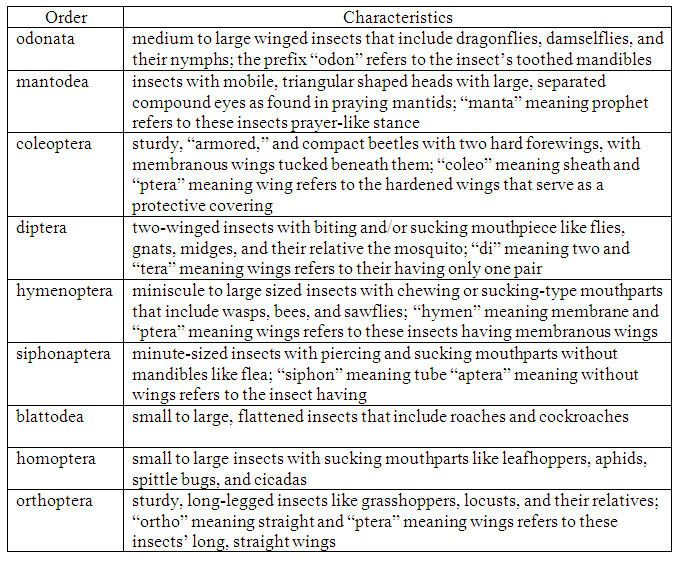 Order Characteristics
odonata medium to large winged insects that include dragonflies, damselflies, and
their nymphs; the prefix “odon” refers to the insect’s toothed mandibles
mantodea insects with mobile, triangular shaped heads with large, separated
compound eyes as found in praying mantids; “manta” meaning prophet
refers to these insects prayer-like stance
coleoptera sturdy, “armored,” and compact beetles with two hard forewings, with
membranous wings tucked beneath them; “coleo” meaning sheath and
“ptera” meaning wing refers to the hardened wings that serve as a
protective covering
diptera two-winged insects with biting and/or sucking mouthpiece like flies,
gnats, midges, and their relative the mosquito; “di” meaning two and
“tera” meaning wings refers to their having only one pair
hymenoptera miniscule to large sized insects with chewing or sucking-type mouthparts
that include wasps, bees, and sawflies; “hymen” meaning membrane and
“ptera” meaning wings refers to these insects having membranous wings
siphonaptera minute-sized insects with piercing and sucking mouthparts without
mandibles like flea; “siphon” meaning tube “aptera” meaning without
wings refers to the insect having
blattodea small to large, flattened insects that include roaches and cockroaches
homoptera small to large insects with sucking mouthparts like leafhoppers, aphids,
spittle bugs, and cicadas
orthoptera sturdy, long-legged insects like grasshoppers, locusts, and their relatives;
“ortho” meaning straight and “ptera” meaning wings refers to these
insects’ long, straight wings